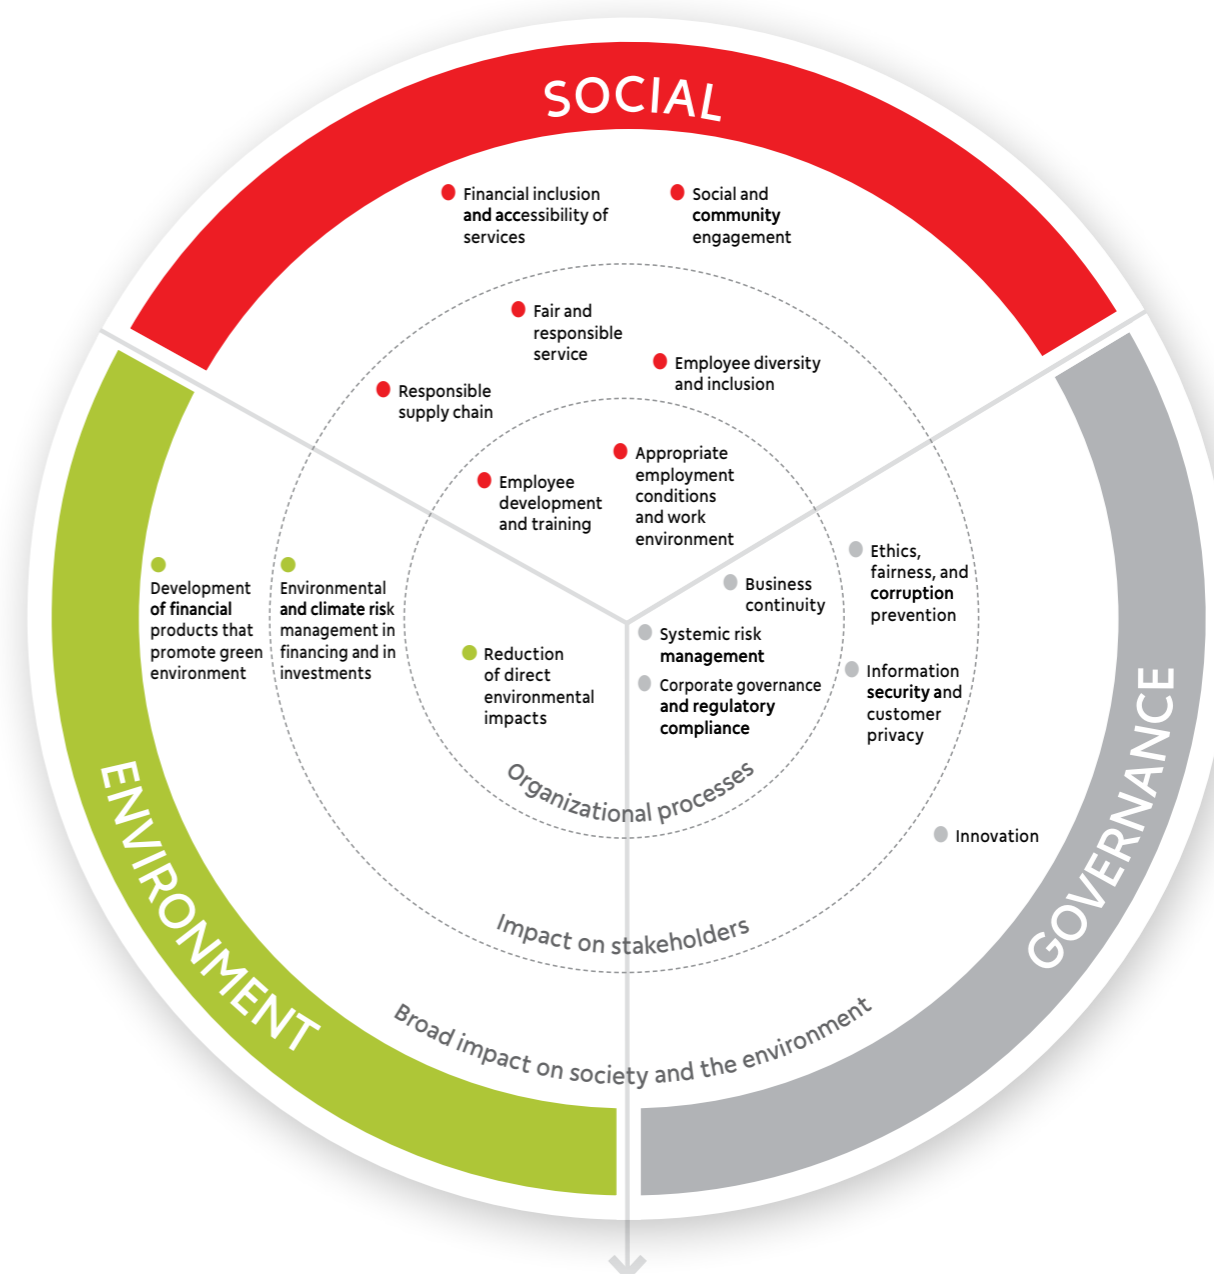 SOCIAL
Financial inclusion
and accessibility of
services
Social and
community
engagement
Fair and
responsible
service
Employee diversity
and inclusion
Responsible
supply chain
Appropriate
employment
conditions
and work
environment
Employee
development
and training
Development
of financial
products that
promote green
environment
Environmental
and climate risk
management in
financing and in
investments
Reduction
of direct
environmental
impacts
Business
continuity
Systemic risk
management
Corporate governance
and regulatory
compliance
Ethics,
fairness, and
corruption
prevention
Information
security and
customer
privacy
Innovation
Organizational processes
Impact on stakeholders
Broad impact on society and the environment
ENVIRONMENT
GOVERNANCE